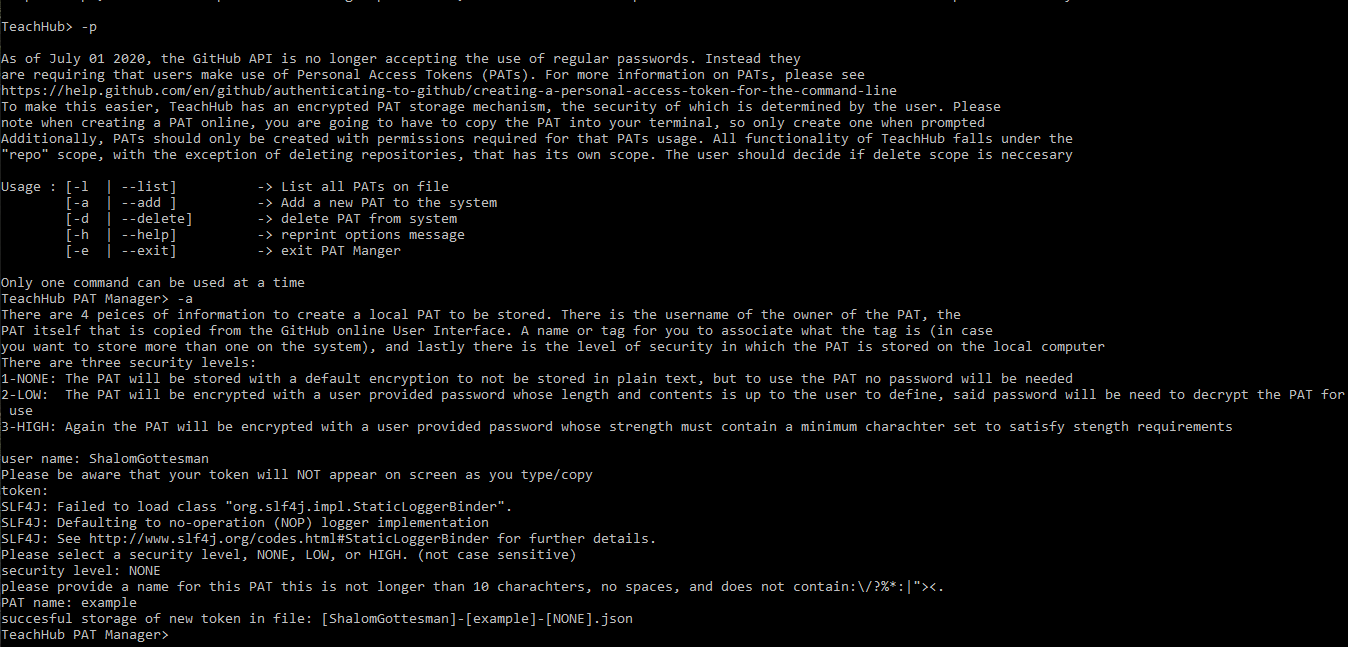 TeachHub> -p
As of July 01 2020, the GitHub API is no longer accepting the use of regular passwords. Instead they
are requiring that users make use of Personal Access Tokens (PATs). For more information on PATs, please see
https://help.github.com/en/github/authenticating-to-github/creating-a-personal-access-token-for-the-command-line
To make this easier, TeachHub has an encrypted PAT storage mechanism, the security of which is determined by the user. Please
note when creating a PAT online, you are going to have to copy the PAT into your terminal, so only create one when prompted
Additionally, PATs should only be created with permissions required for that PATs usage. All functionality of TeachHub falls under the
"repo" scope, with the exception of deleting repositories, that has its own scope. The user should decide if delete scope is neccesary
Usage : [-l  | --list]          -> List all PATs on file
        [-a  | --add ]          -> Add a new PAT to the system
        [-d  | --delete]        -> delete PAT from system
        [-h  | --help]          -> reprint options message
        [-e  | --exit]          -> exit PAT Manger
Only one command can be used at a time
TeachHub PAT Manager> -a
There are 4 peices of information to create a local PAT to be stored. There is the username of the owner of the PAT, the
PAT itself that is copied from the GitHub online User Interface. A name or tag for you to associate what the tag is (in case
you want to store more than one on the system), and lastly there is the level of security in which the PAT is stored on the local computer
There are three security levels:
1-NONE: The PAT will be stored with a default encryption to not be stored in plain text, but to use the PAT no password will be needed
2-LOW:  The PAT will be encrypted with a user provided password whose length and contents is up to the user to define, said password will be need to decrypt the PAT for
 use
3-HIGH: Again the PAT will be encrypted with a user provided password whose strength must contain a minimum charachter set to satisfy stength requirements
user name: ShalomGottesman
Please be aware that your token will NOT appear on screen as you type/copy
token:
SLF4J: Failed to load class "org.slf4j.impl.StaticLoggerBinder".
SLF4J: Defaulting to no-operation (NOP) logger implementation
SLF4J: See http://www.slf4j.org/codes.html#StaticLoggerBinder for further details.
Please select a security level, NONE, LOW, or HIGH. (not case sensitive)
security level: NONE
please provide a name for this PAT this is not longer than 10 charachters, no spaces, and does not contain:\/?%*:|"><.
PAT name: example
succesful storage of new token in file: [ShalomGottesman]-[example]-[NONE].json
TeachHub PAT Manager>